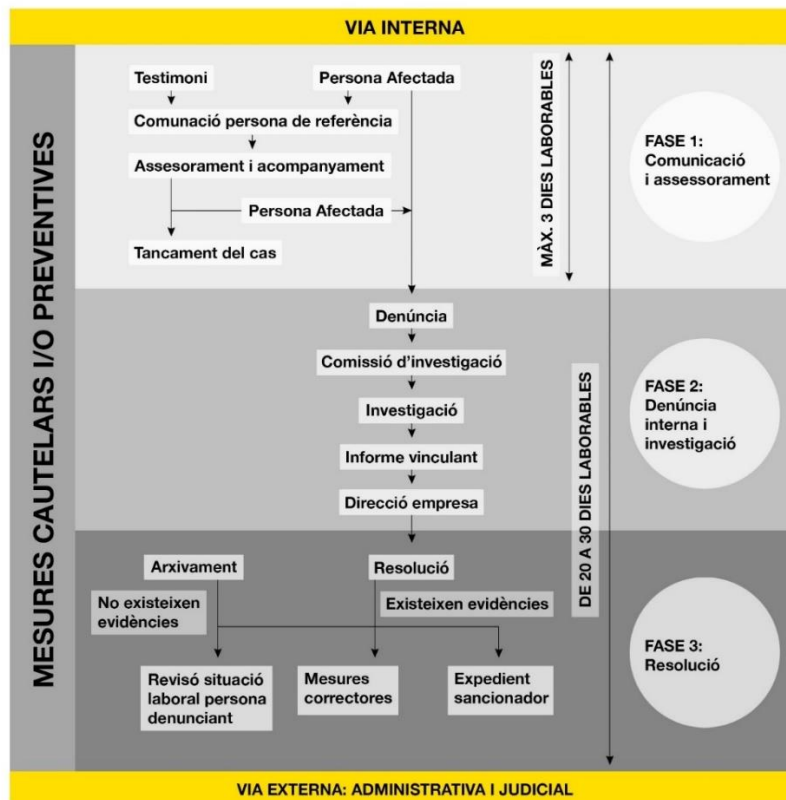 VIA INTERNA
MESURES CAUTELARS I/O PREVENTIVES
Testimoni
Persona Afectada
Comunació persona de referència
Assesorament i acompanyament
Persona Afectada
Tancament del cas
MÀX. 3 DIES LABORABLES
FASE 1:
Comunicació
i assessorament
Denúncia
Comissió d’investigació
Investigació
Informe vinculant
Direcció empresa
DE 20 A 30 DIES LABORABLES
FASE 2:
Denúncia
interna i
investigació
Arxivament
Resolució
No existeixen
evidències
Existeixen evidències
Revisó situació
laboral persona
denunciant
Mesures
correctores
Expedient
sancionador
FASE 3:
Resolució
VIA EXTERNA: ADMINISTRATIVA I JUDICIAL